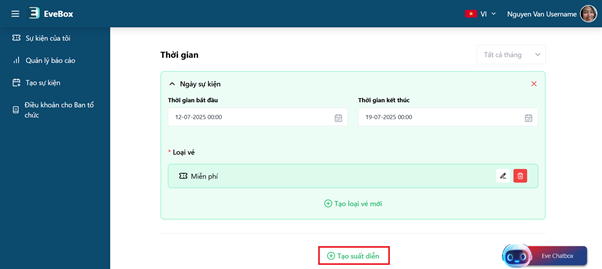 EveBox
VI
Nguyen Van Username
Sự kiện của tôi
Quản lý báo cáo
Tạo sự kiện
Điều khoản cho Ban tổ
chức
Thời gian
Tất cả tháng
Ngày sự kiện
Thời gian bắt đầu
Thời gian kết thúc
12-07-2025 00:00
19-07-2025 00:00
* Loại vé
Miễn phí
Tạo loại vé mới
Tạo suất diễn
Eve Chatbox